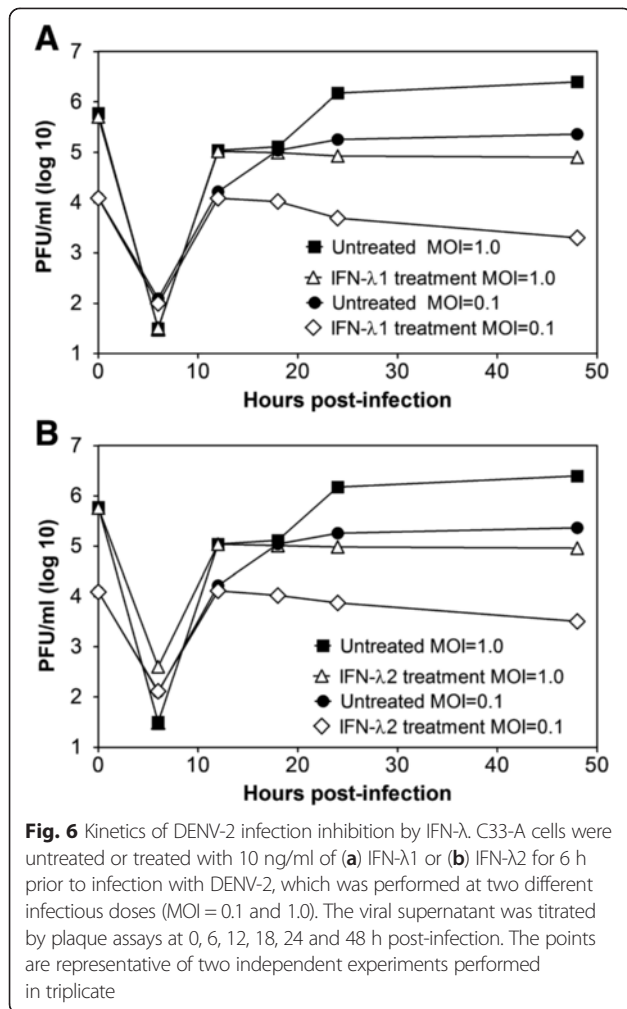 A
7
6
5
4
3
2
1
PFU/ml (log 10)
Untreated MOI=1.0
IFN-λ1 treatment MOI=1.0
Untreated MOI=0.1
IFN-λ1 treatment MOI=0.1
0 10 20 30 40 50
Hours post-infection
B
7
6
5
4
3
2
1
PFU/ml (log 10)
Untreated MOI=1.0
IFN-λ2 treatment MOI=1.0
Untreated MOI=0.1
IFN-λ2 treatment MOI=0.1
0 10 20 30 40 50
Hours post-infection
Fig. 6 Kinetics of DENV-2 infection inhibition by IFN-λ. C33-A cells were
untreated or treated with 10 ng/ml of (a) IFN-λ1 or (b) IFN-λ2 for 6 h
prior to infection with DENV-2, which was performed at two different
infectious doses (MOI = 0.1 and 1.0). The viral supernatant was titrated
by plaque assays at 0, 6, 12, 18, 24 and 48 h post-infection. The points
are representative of two independent experiments performed
in triplicate